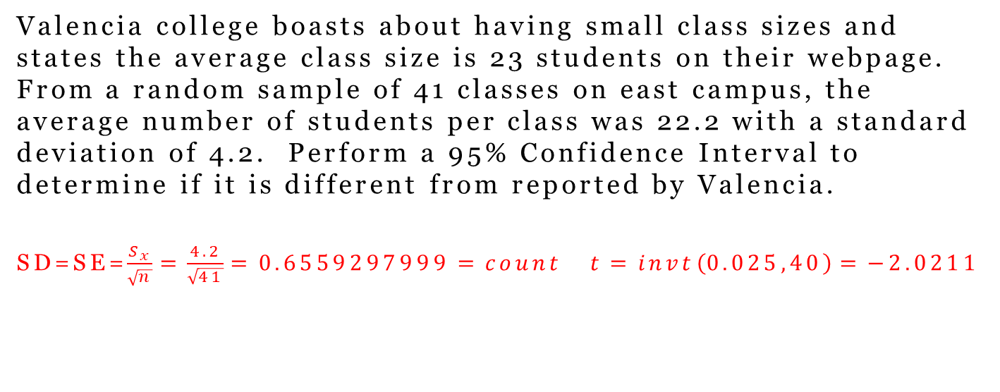 Valencia college boasts about having small class sizes and
states the average class size is 23 students on their webpage.
From a random sample of 41 classes on east campus, the
average number of students per class was 22.2 with a standard
deviation of 4.2. Perform a 95% Confidence Interval to
determine if it is different from reported by Valencia.
SD=SE=\frac{S_x}{\sqrt{n}} = \frac{4.2}{\sqrt{41}} = 0.6559297999 = count t = invt(0.025,40) = −2.0211